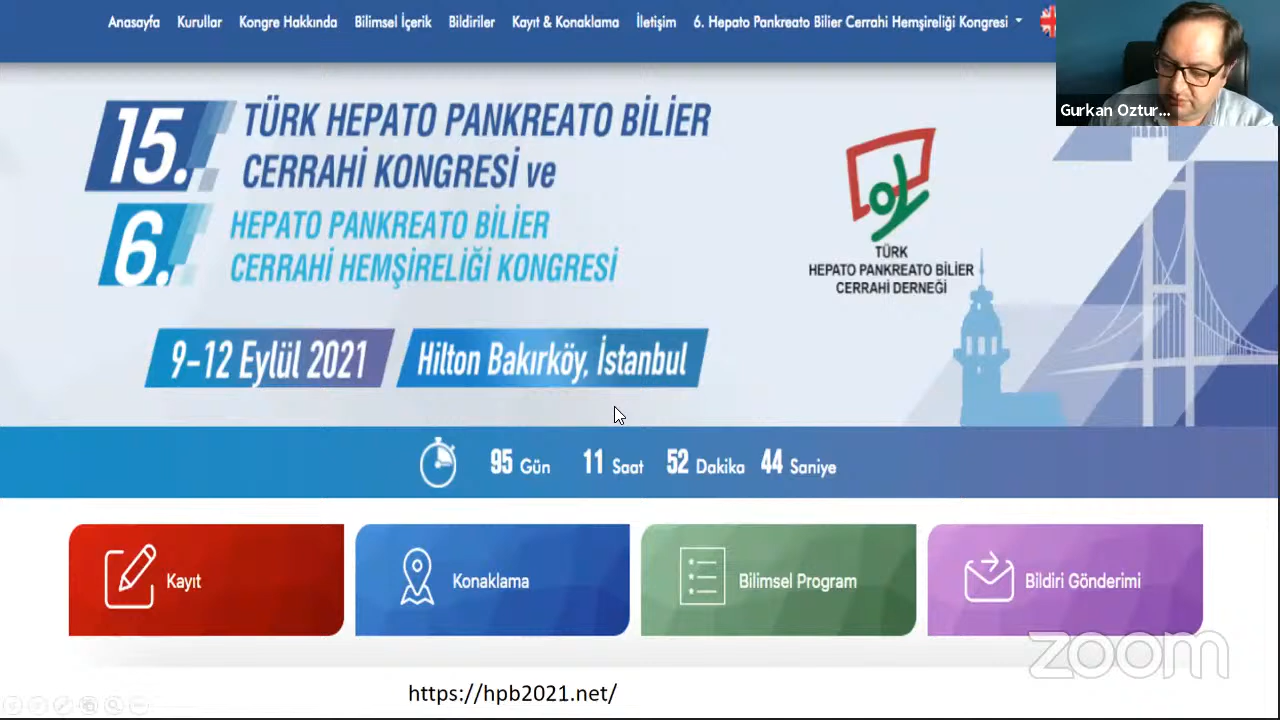 Anasayfa Kurullar Kongre Hakkında Bilimsel İçerik Bildiriler Kayıt & Konaklama İletişim 6. Hepato Pankreato Bilier Cerrahi Hemşireliği Kongresi
Gurkan Oztur...
15. TÜRK HEPATO PANKREATO BİLİER
CERRAHİ KONGRESİ ve
6. HEPATO PANKREATO BİLİER
CERRAHİ HEMŞİRELİĞİ KONGRESİ
TÜRK
HEPATO PANKREATO BİLİER
CERRAHİ DERNEĞİ
9-12 Eylül 2021 Hilton Bakırköy, İstanbul
95 Gün 11 Saat 52 Dakika 44 Saniye
Kayıt Konaklama Bilimsel Program Bildiri Gönderimi
zoom
https://hpb2021.net/